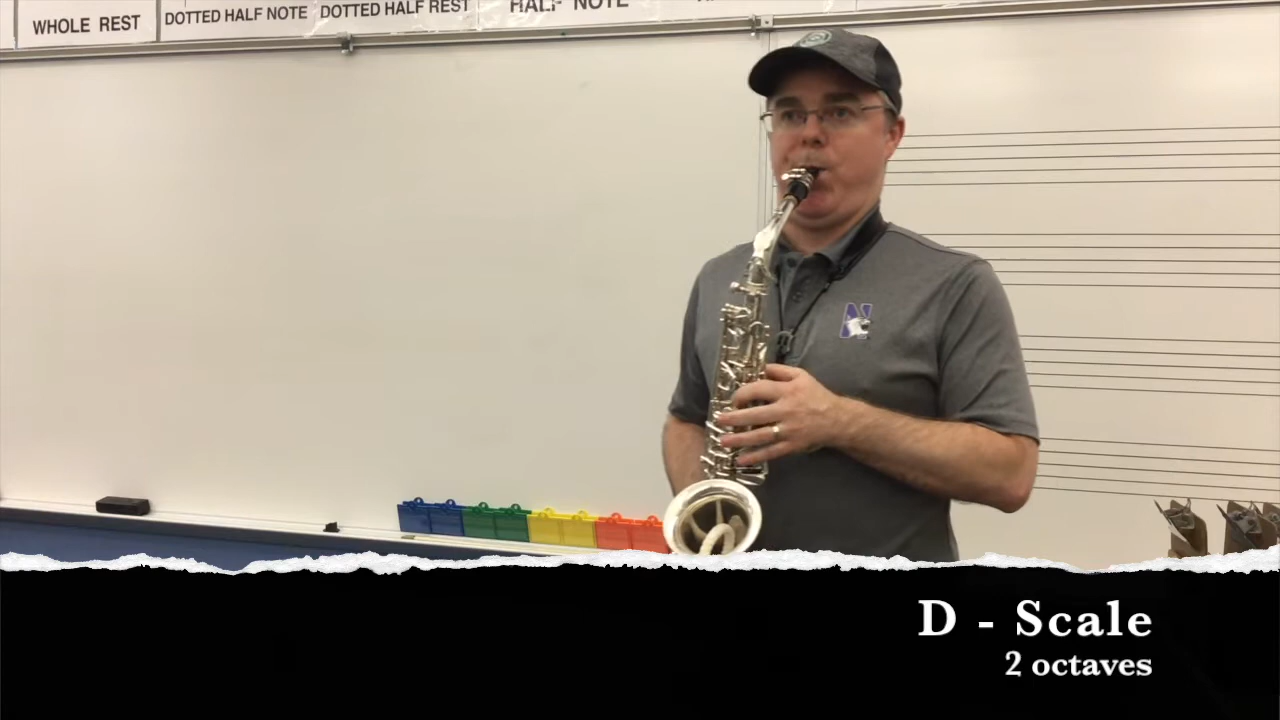 WHOLE REST
DOTTED HALF NOTE
DOTTED HALF REST
HALF NOTE
N
D - Scale
2 octaves